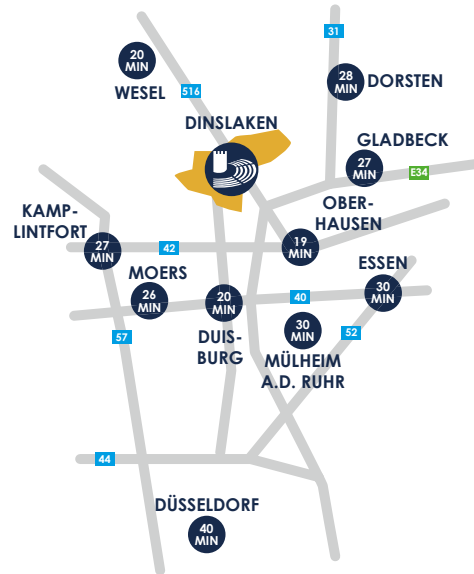 31
20
MIN
WESEL
516
28
MIN
DORSTEN
DINSLAKEN
GLADBECK
27
MIN
E34
KAMP-
LINTFORT
27
MIN
42
OBER-
HAUSEN
19
MIN
MOERS
26
MIN
20
MIN
DUIS-
BURG
40
ESSEN
30
MIN
30
MIN
MÜLHEIM
A.D. RUHR
52
57
44
DÜSSELDORF
40
MIN